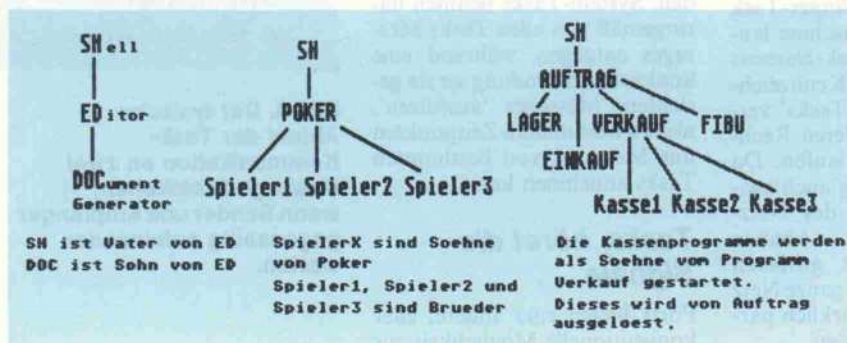 SHell
EDitor
DOCument
Generator
SH ist Vater von ED
DOC ist Sohn von ED
SH
POKER
Spieler1 Spieler2 Spieler3
SpielerX sind Soehne
von Poker
Spieler1, Spieler2 und
Spieler3 sind Brueder
SH
AUFTRAG
LAGER VERKAUF FIBU
EINKAUF
Kasse1 Kasse2 Kasse3
Die Kassenprogramme werden
als Soehne vom Programm
Verkauf gestartet.
Dieses wird von Auftrag
ausgeloest.